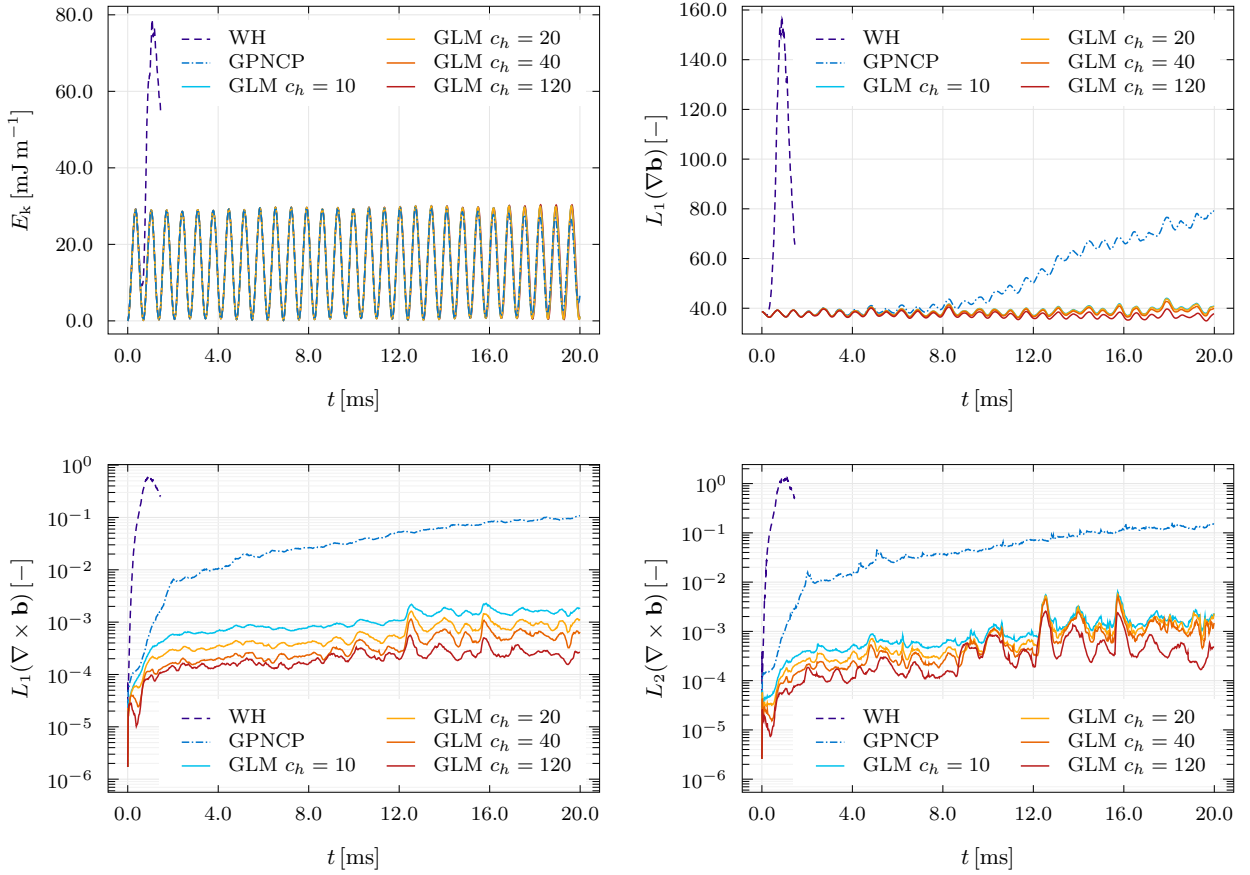 80.0
60.0
40.0
20.0
0.0
E_k [mJ m^{-1}]
WH
GPNCP
GLM c_h = 10
GLM c_h = 20
GLM c_h = 40
GLM c_h = 120
0.0 4.0 8.0 12.0 16.0 20.0
t [ms]
160.0
140.0
120.0
100.0
80.0
60.0
40.0
L_1(∇b) [−]
WH
GPNCP
GLM c_h = 10
GLM c_h = 20
GLM c_h = 40
GLM c_h = 120
0.0 4.0 8.0 12.0 16.0 20.0
t [ms]
10^0
10^{-1}
10^{-2}
10^{-3}
10^{-4}
10^{-5}
10^{-6}
L_1(∇ × b) [−]
WH
GPNCP
GLM c_h = 10
GLM c_h = 20
GLM c_h = 40
GLM c_h = 120
0.0 4.0 8.0 12.0 16.0 20.0
t [ms]
10^0
10^{-1}
10^{-2}
10^{-3}
10^{-4}
10^{-5}
10^{-6}
L_2(∇ × b) [−]
WH
GPNCP
GLM c_h = 10
GLM c_h = 20
GLM c_h = 40
GLM c_h = 120
0.0 4.0 8.0 12.0 16.0 20.0
t [ms]